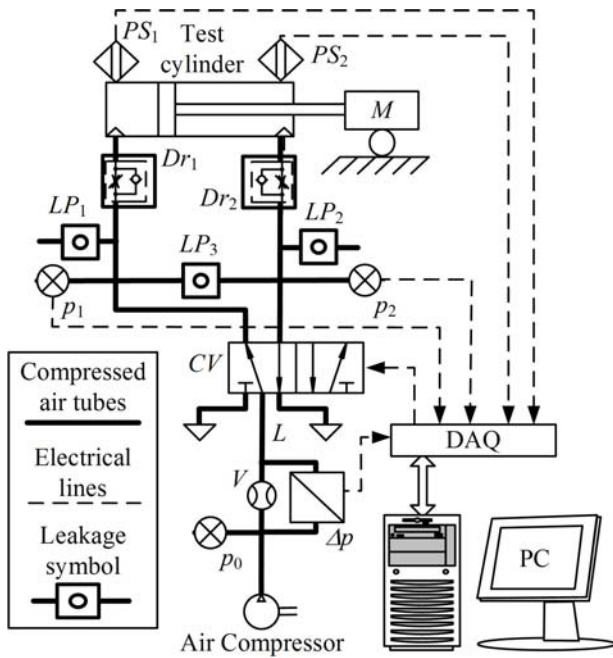 PS1
Test
cylinder
PS2
M
Dr1
Dr2
LP1
LP2
LP3
p1
p2
CV
Compressed
air tubes
L
DAQ
Electrical
lines
V
Δp
Leakage
symbol
p0
PC
Air Compressor